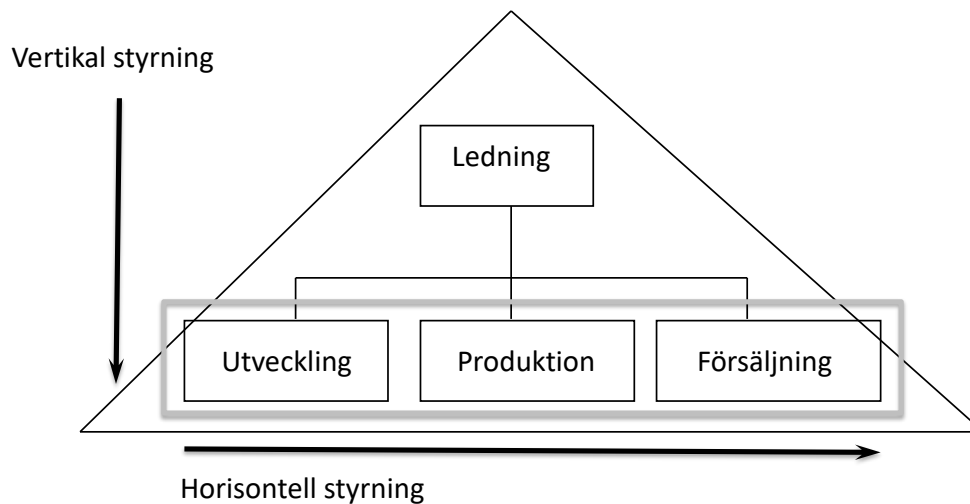 Vertikal styrning
Ledning
Utveckling
Produktion
Försäljning
Horisontell styrning